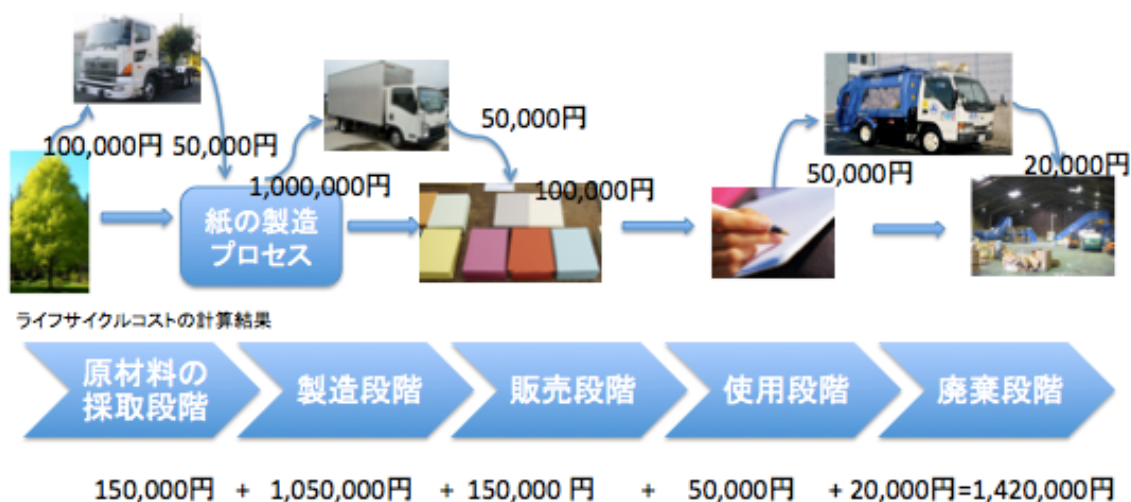 100,000円
50,000円
1,000,000円
50,000円
100,000円
50,000円
20,000円
紙の製造
プロセス
ライフサイクルコストの計算結果
原材料の
採取段階
製造段階
販売段階
使用段階
廃棄段階
150,000円 + 1,050,000円 + 150,000 円 + 50,000円 + 20,000円=1,420,000円